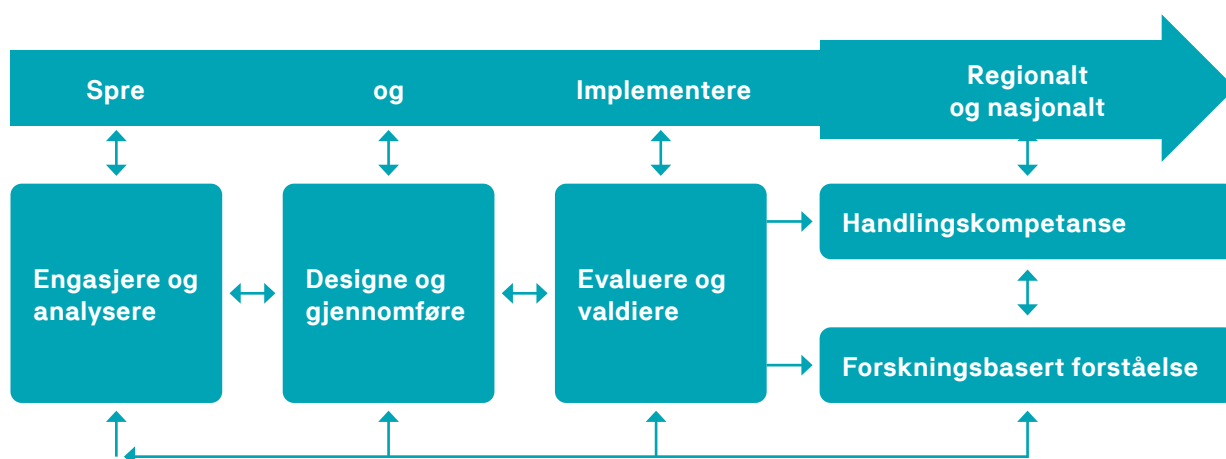 Spre og Implementere
Regionalt
og nasjonalt
Engasjere og
analysere
Designe og
gjennomføre
Evaluere og
valdiere
Handlingskompetanse
Forskningsbasert forståelse